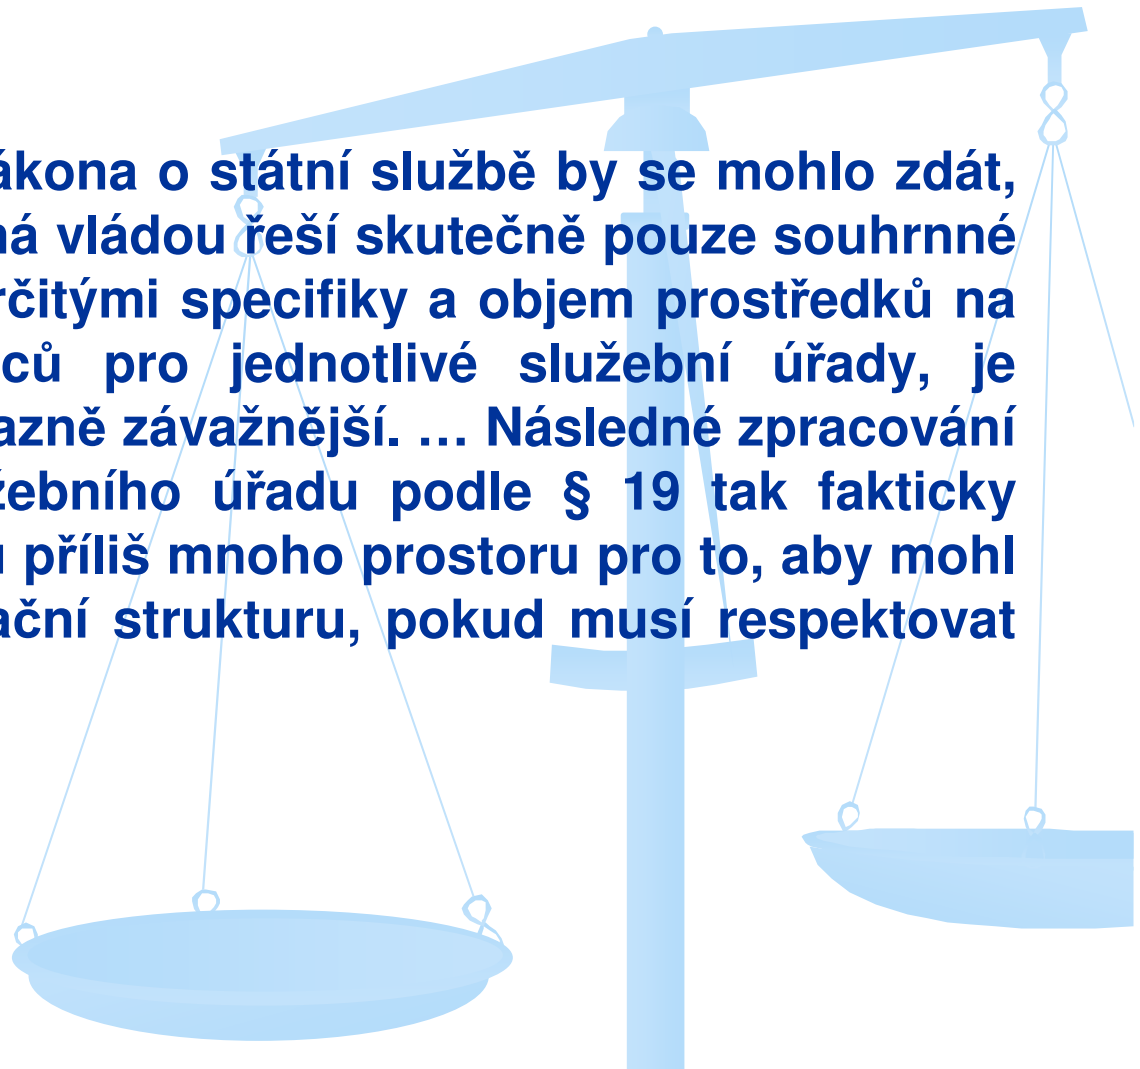 ákona o státní službě by se mohlo zdát,
ná vládou řeší skutečně pouze souhrnné
rčitými specifiky a objem prostředků na
ců pro jednotlivé služební úřady, je
azně závažnější. … Následné zpracování
žebního úřadu podle § 19 tak fakticky
u příliš mnoho prostoru pro to, aby mohl
ační strukturu, pokud musí respektovat